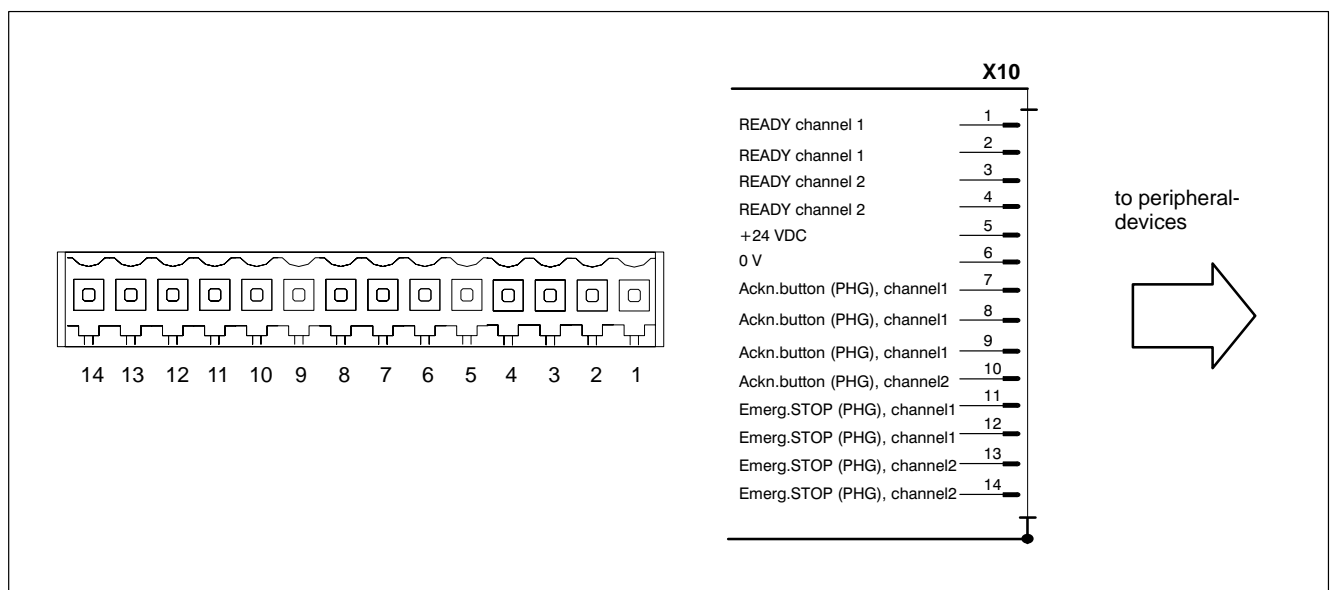 X10
READY channel 1 1
READY channel 1 2
READY channel 2 3
READY channel 2 4
+24 VDC 5
0 V 6
Ackn.button (PHG), channel1 7
Ackn.button (PHG), channel1 8
Ackn.button (PHG), channel1 9
Ackn.button (PHG), channel2 10
Emerg.STOP (PHG), channel1 11
Emerg.STOP (PHG), channel1 12
Emerg.STOP (PHG), channel2 13
Emerg.STOP (PHG), channel2 14
to peripheral-
devices
14 13 12 11 10 9 8 7 6 5 4 3 2 1